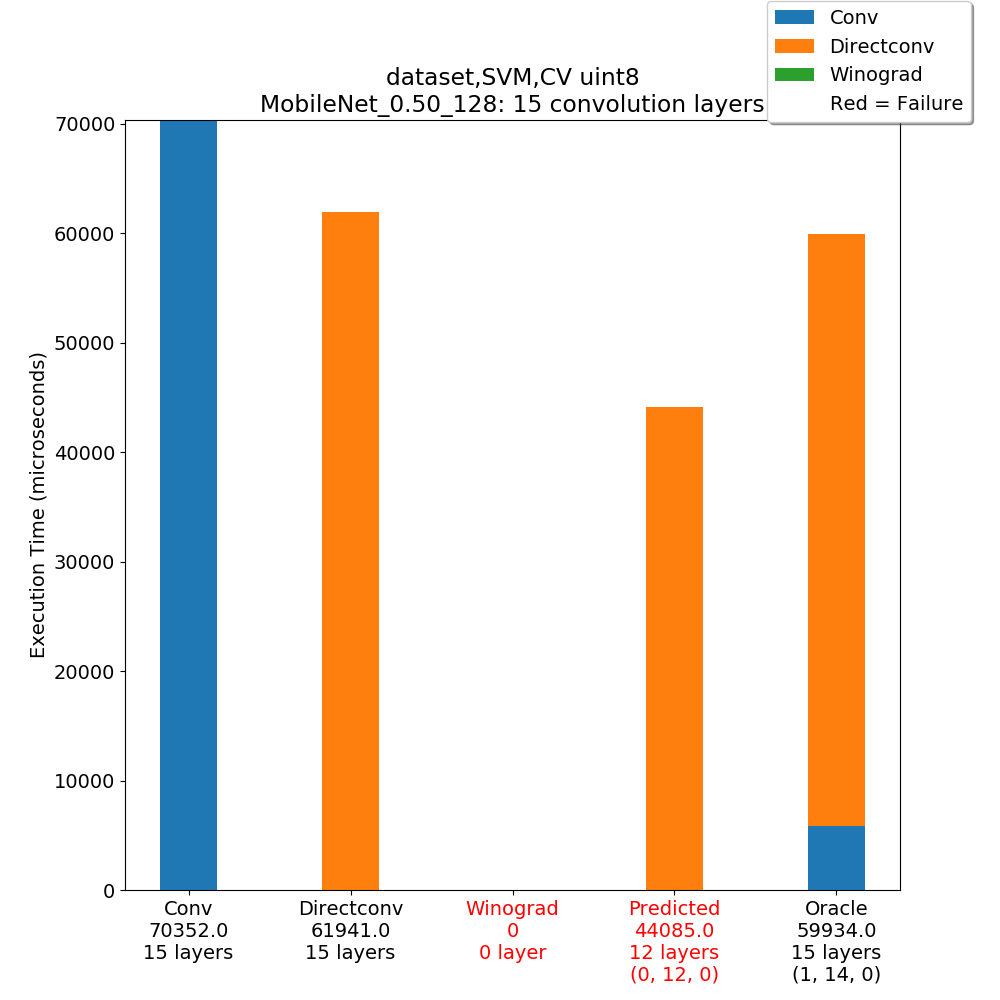 Conv
Directconv
Winograd
Red = Failure
dataset,SVM,CV uint8
MobileNet_0.50_128: 15 convolution layers
Execution Time (microseconds)
70000
60000
50000
40000
30000
20000
10000
0
Conv
70352.0
15 layers
Directconv
61941.0
15 layers
Winograd
0
0 layer
Predicted
44085.0
12 layers
(0, 12, 0)
Oracle
59934.0
15 layers
(1, 14, 0)